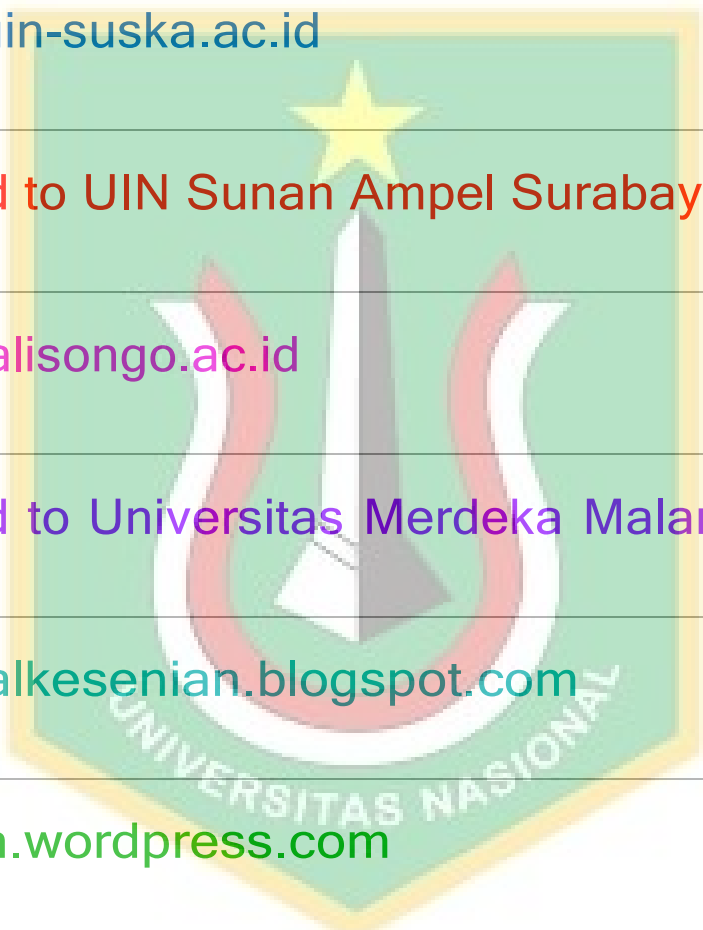 in-suska.ac.id
d to UIN Sunan Ampel Surabay
alisongo.ac.id
d to Universitas Merdeka Malan
alkesenian.blogspot.com
UNIVERSITAS NASIONAL
n.wordpress.com